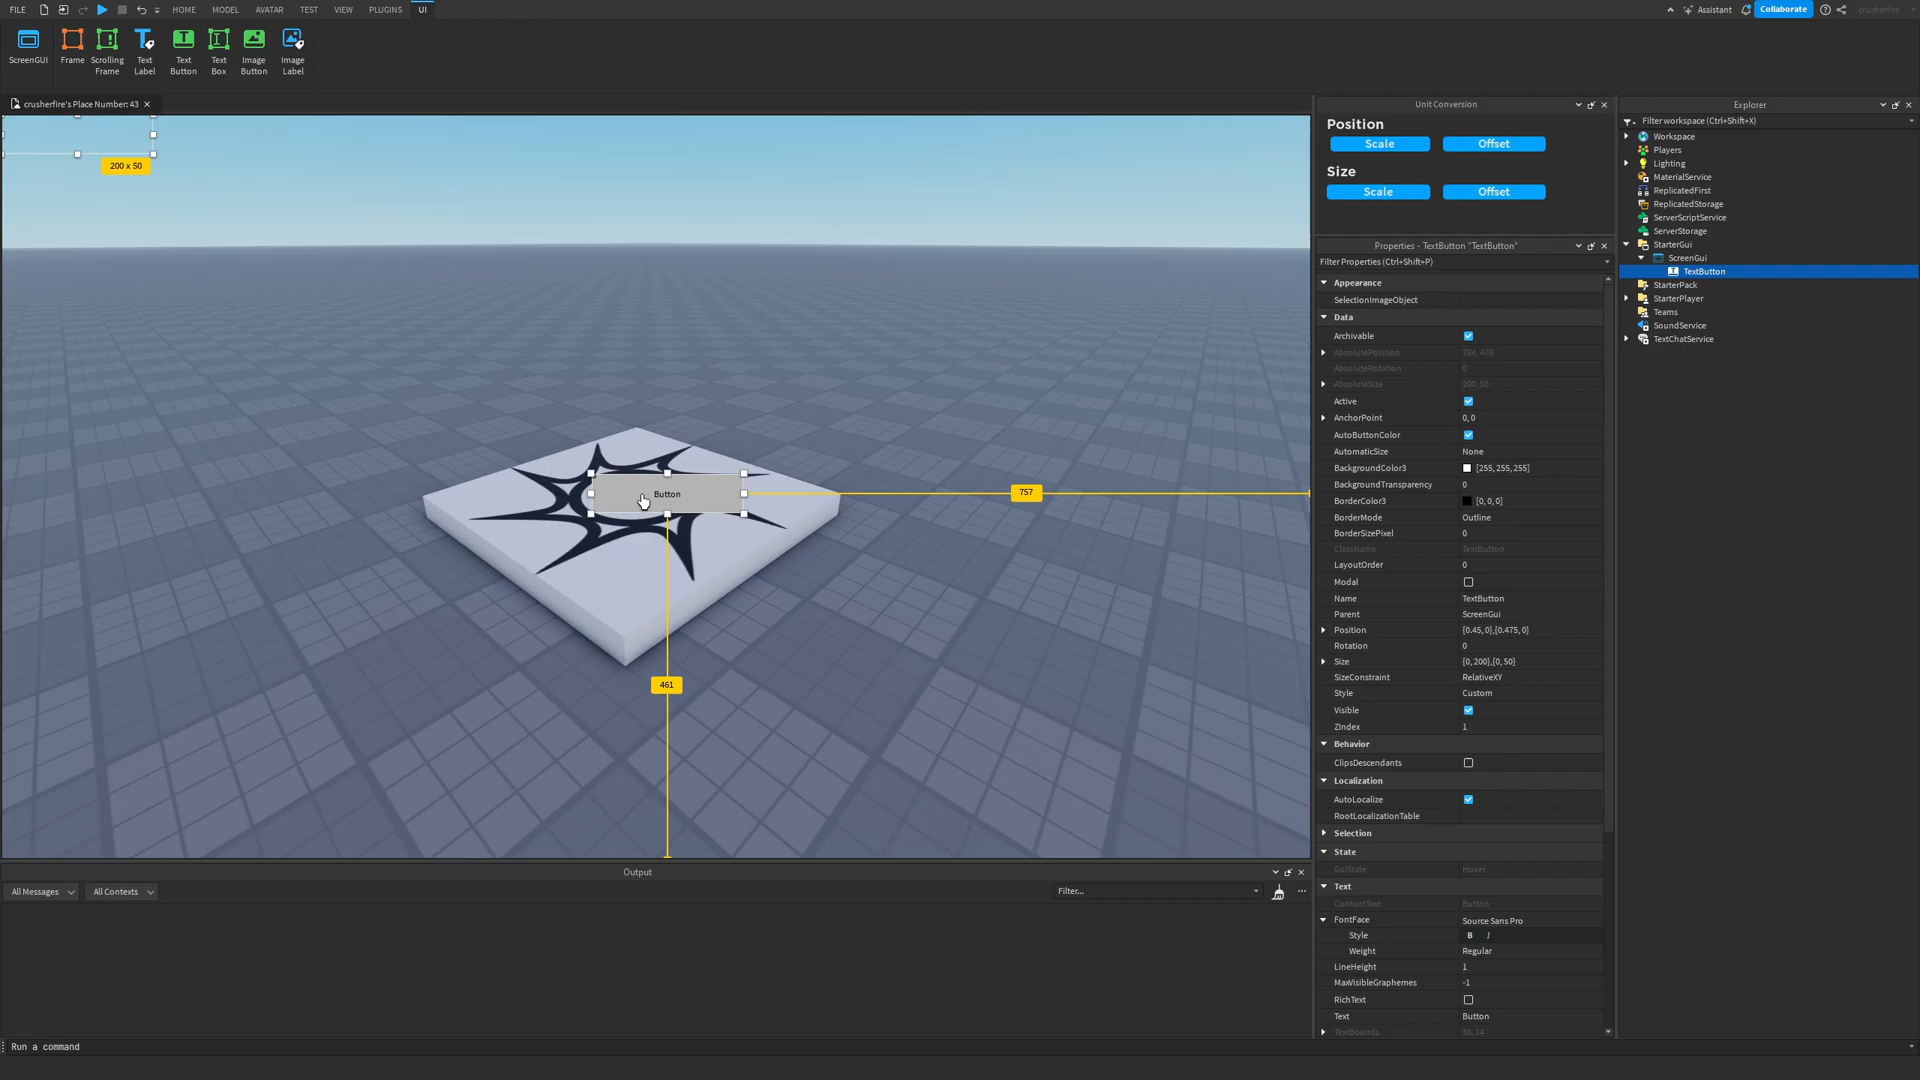 FILE HOME MODEL AVATAR TEST VIEW PLUGINS UI Assistant Collaborate crusherfire
ScreenGUI Frame Scrolling Frame Text Label Text Button Text Box Image Button Image Label
crusherfire's Place Number: 43
200 x 50
Button
757
461
Unit Conversion
Position
Scale Offset
Size
Scale Offset
Properties - TextButton "TextButton"
Filter Properties (Ctrl+Shift+P)
Appearance
SelectionImageObject
Data
Archivable
AbsolutePosition 784, 470
AbsoluteRotation 0
AbsoluteSize 200, 50
Active
AnchorPoint 0, 0
AutoButtonColor
AutomaticSize None
BackgroundColor3 [255, 255, 255]
BackgroundTransparency 0
BorderColor3 [0, 0, 0]
BorderMode Outline
BorderSizePixel 0
ClassName TextButton
LayoutOrder 0
Modal
Name TextButton
Parent ScreenGui
Position {0.45, 0},{0.475, 0}
Rotation 0
Size {0, 200},{0, 50}
SizeConstraint RelativeXY
Style Custom
Visible
ZIndex 1
Behavior
ClipsDescendants
Localization
AutoLocalize
RootLocalizationTable
Selection
State
GuiState Hover
Text
ContentText Button
FontFace Source Sans Pro
Style B I
Weight Regular
LineHeight 1
MaxVisibleGraphemes -1
RichText
Text Button
TextBounds 36, 14
Explorer
Filter workspace (Ctrl+Shift+X)
Workspace
Players
Lighting
MaterialService
ReplicatedFirst
ReplicatedStorage
ServerScriptService
ServerStorage
StarterGui
ScreenGui
TextButton
StarterPack
StarterPlayer
Teams
SoundService
TextChatService
Output
All Messages All Contexts Filter...
Run a command